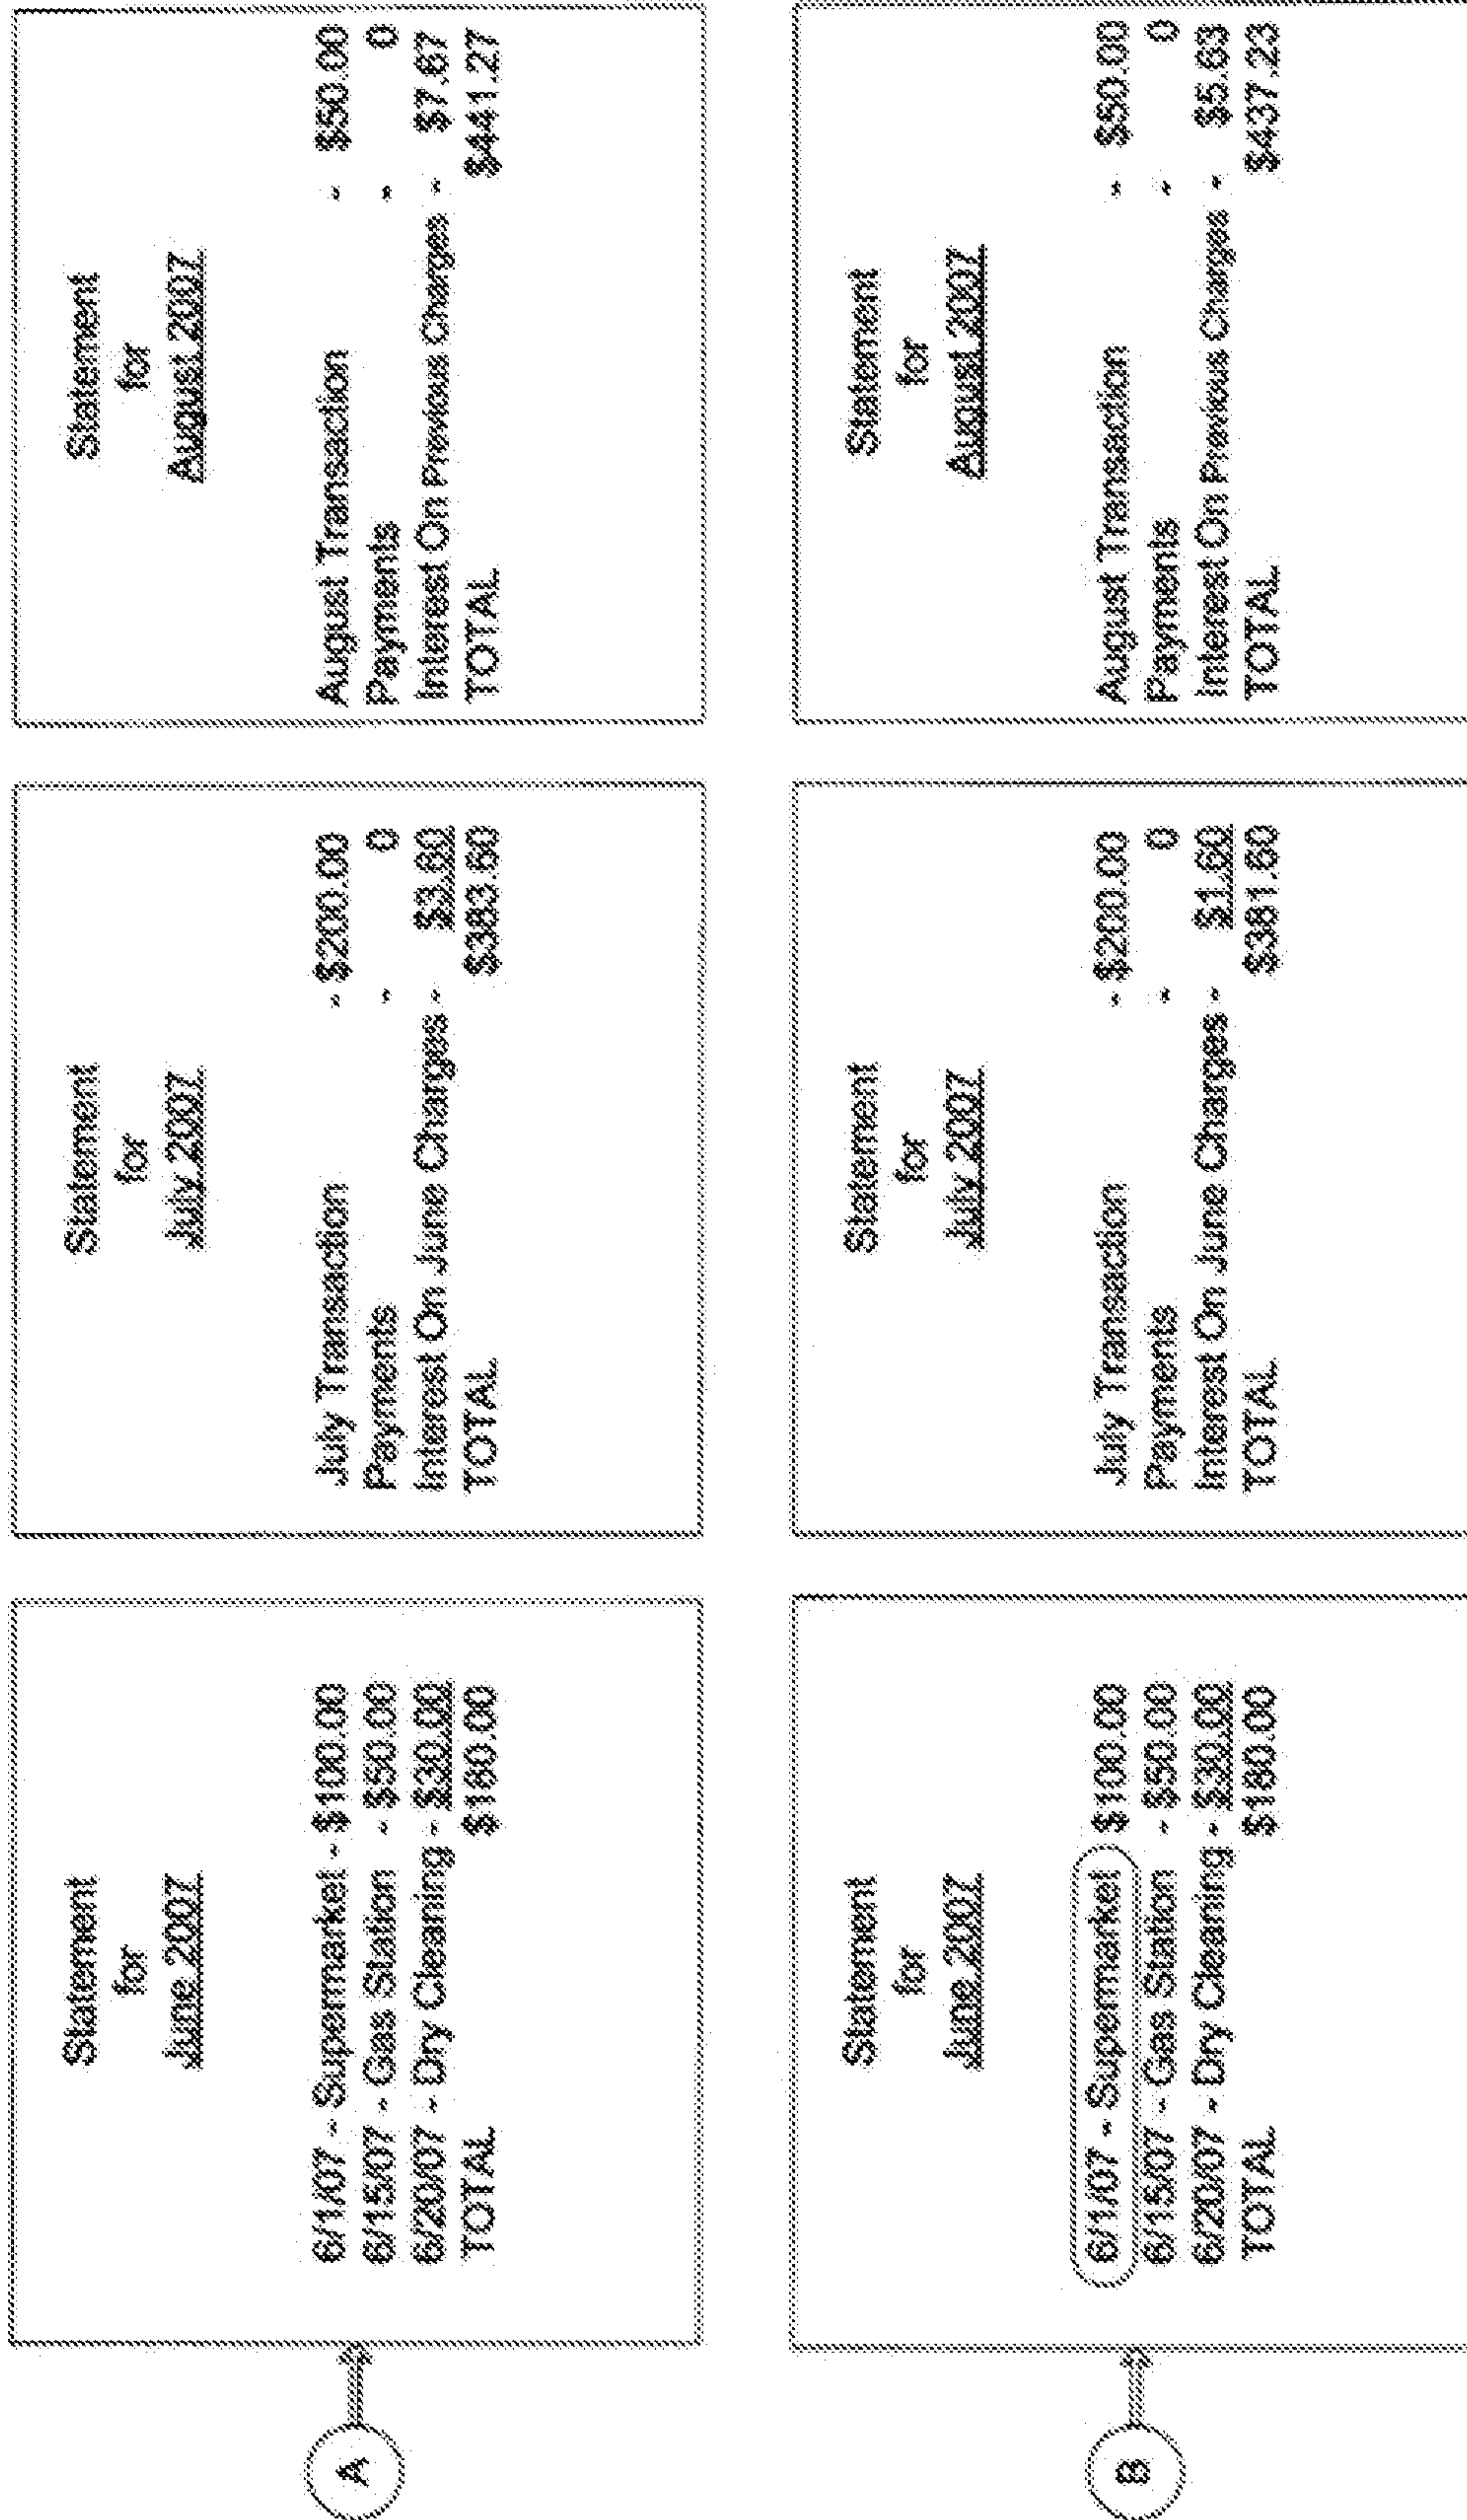 A
Statement
for
June 2007
6/1/07 - Supermarket - $100.00
6/15/07 - Gas Station - $50.00
6/20/07 - Dry Cleaning - $30.00
TOTAL $180.00
Statement
for
July 2007
July Transaction - $200.00
Payments - 0
Interest On June Charges - $3.60
TOTAL $383.60
Statement
for
August 2007
August Transaction - $50.00
Payments - 0
Interest On Previous Charges - $7.67
TOTAL $441.27
B
Statement
for
June 2007
6/1/07 - Supermarket $100.00
6/15/07 - Gas Station - $50.00
6/20/07 - Dry Cleaning - $30.00
TOTAL $180.00
Statement
for
July 2007
July Transaction - $200.00
Payments - 0
Interest On June Charges - $1.60
TOTAL $381.60
Statement
for
August 2007
August Transaction - $50.00
Payments - 0
Interest On Previous Charges - $5.63
TOTAL $437.23